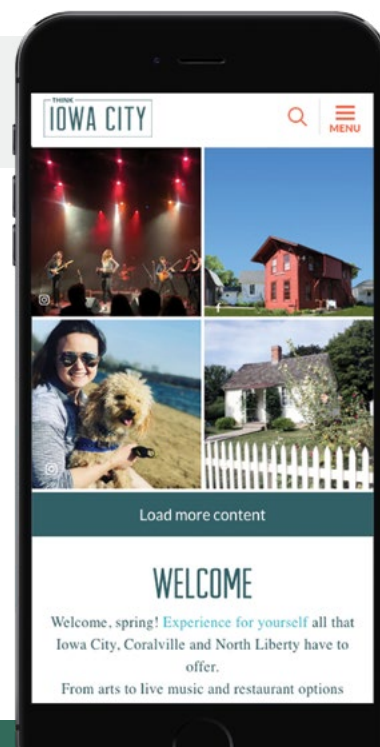 THINK
IOWA CITY
MENU
Load more content
WELCOME
Welcome, spring! Experience for yourself all that
Iowa City, Coralville and North Liberty have to
offer.
From arts to live music and restaurant options